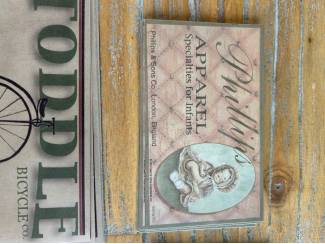 TODDLE
BICYCLE CO.
Phillip's
APPAREL
Specialties for Infants
Phillips & Sons Co., London, England